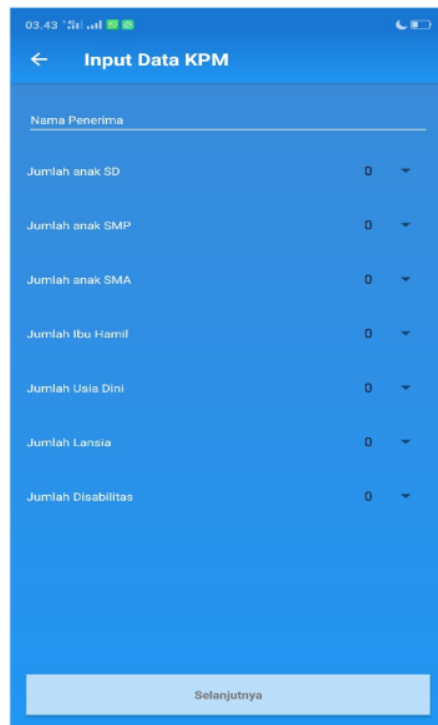 03.43
Input Data KPM
Nama Penerima
Jumlah anak SD 0
Jumlah anak SMP 0
Jumlah anak SMA 0
Jumlah Ibu Hamil 0
Jumlah Usia Dini 0
Jumlah Lansia 0
Jumlah Disabilitas 0
Selanjutnya